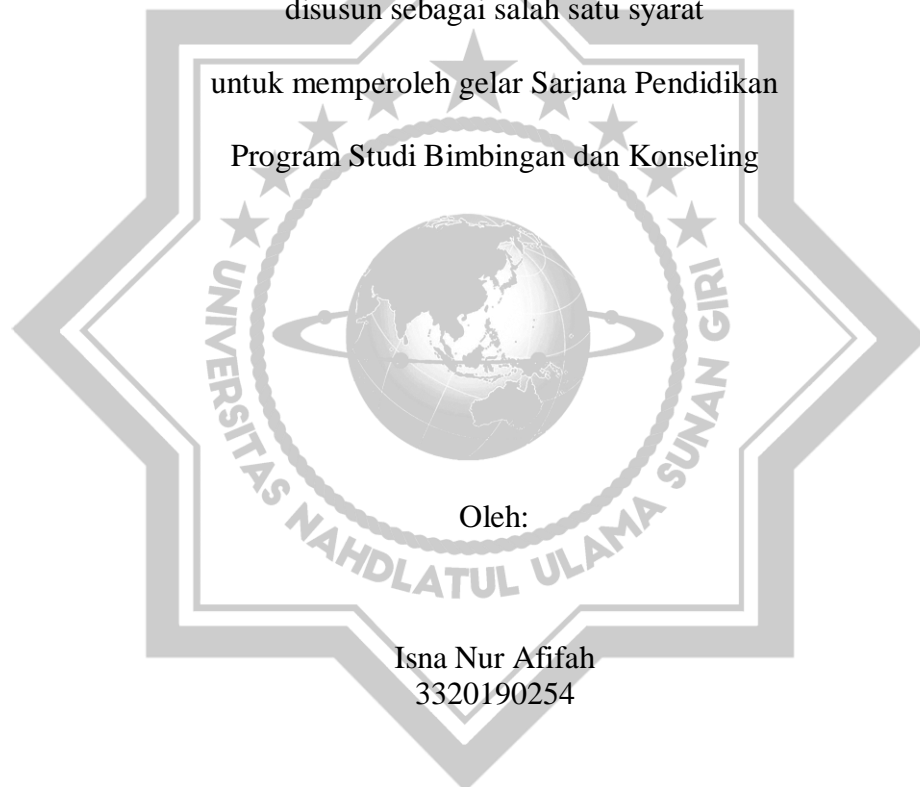 disusun sebagai salah satu syarat
untuk memperoleh gelar Sarjana Pendidikan
Program Studi Bimbingan dan Konseling
UNIVERSITAS NAHDLATUL ULAMA SUNAN GIRI
Oleh:
Isna Nur Afifah
3320190254